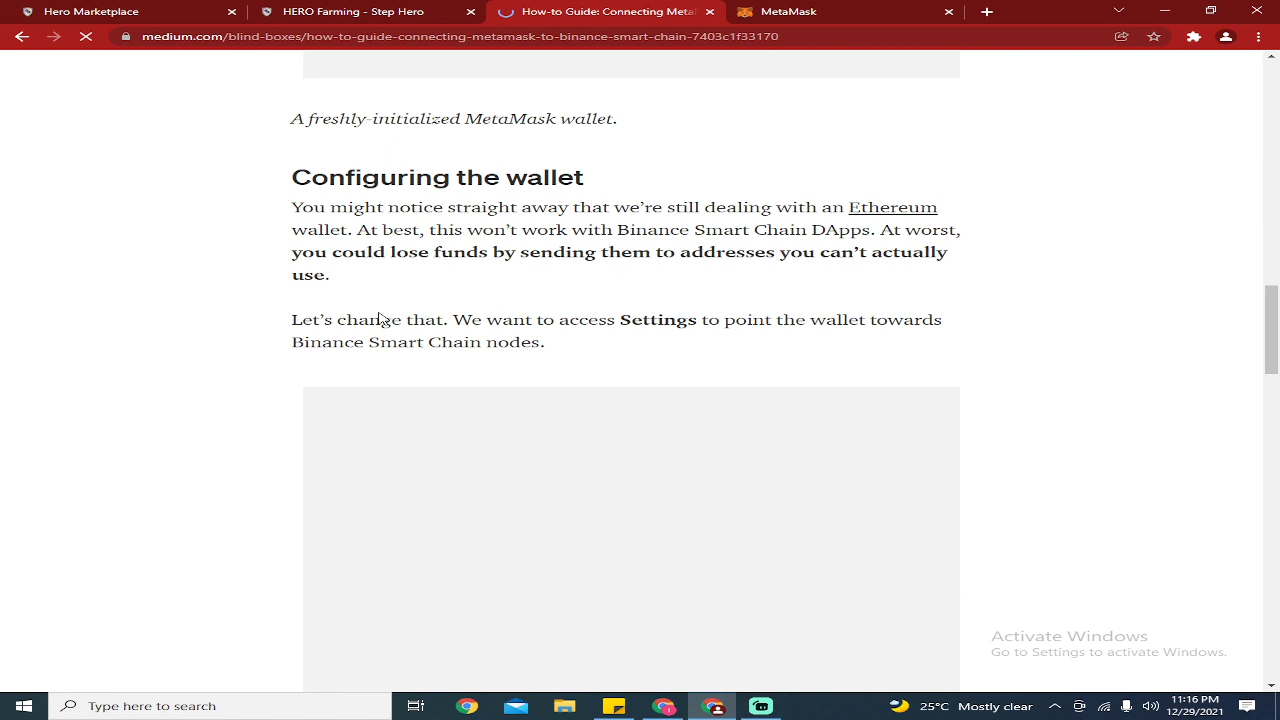 Hero Marketplace
HERO Farming - Step Hero
How-to Guide: Connecting Meta
MetaMask
medium.com/blind-boxes/how-to-guide-connecting-metamask-to-binance-smart-chain-7403c1f33170
A freshly-initialized MetaMask wallet.
Configuring the wallet
You might notice straight away that we’re still dealing with an Ethereum
wallet. At best, this won’t work with Binance Smart Chain DApps. At worst,
you could lose funds by sending them to addresses you can’t actually
use.
Let’s change that. We want to access Settings to point the wallet towards
Binance Smart Chain nodes.
Activate Windows
Go to Settings to activate Windows.
Type here to search
25°C Mostly clear
11:16 PM
12/29/2021